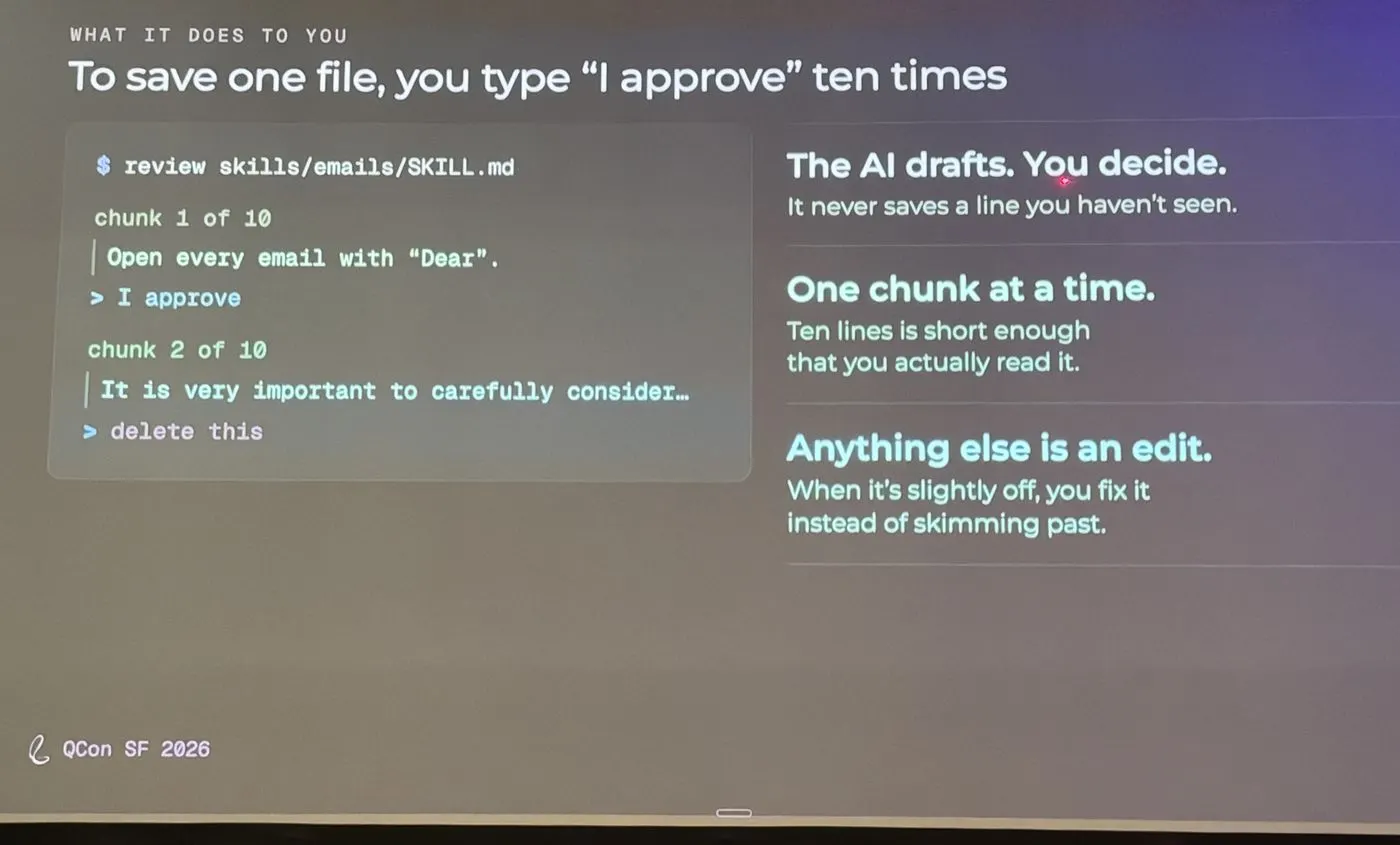 WHAT IT DOES TO YOU
To save one file, you type “I approve” ten times
$ review skills/emails/SKILL.md
chunk 1 of 10
Open every email with “Dear”.
> I approve
chunk 2 of 10
It is very important to carefully consider…
> delete this
The AI drafts. You decide.
It never saves a line you haven’t seen.
One chunk at a time.
Ten lines is short enough
that you actually read it.
Anything else is an edit.
When it’s slightly off, you fix it
instead of skimming past.
QCon SF 2026